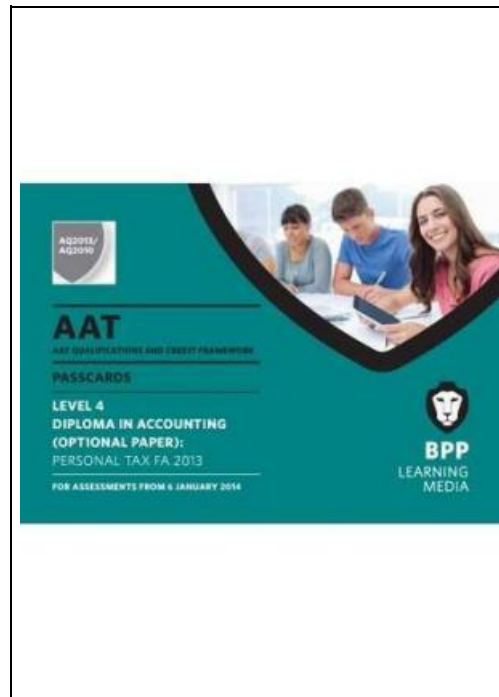 AQ2013/
AQ2010
AAT
AAT QUALIFICATIONS AND CREDIT FRAMEWORK
PASSCARDS
LEVEL 4
DIPLOMA IN ACCOUNTING
(OPTIONAL PAPER):
PERSONAL TAX FA 2013
FOR ASSESSMENTS FROM 6 JANUARY 2014
BPP
LEARNING
MEDIA